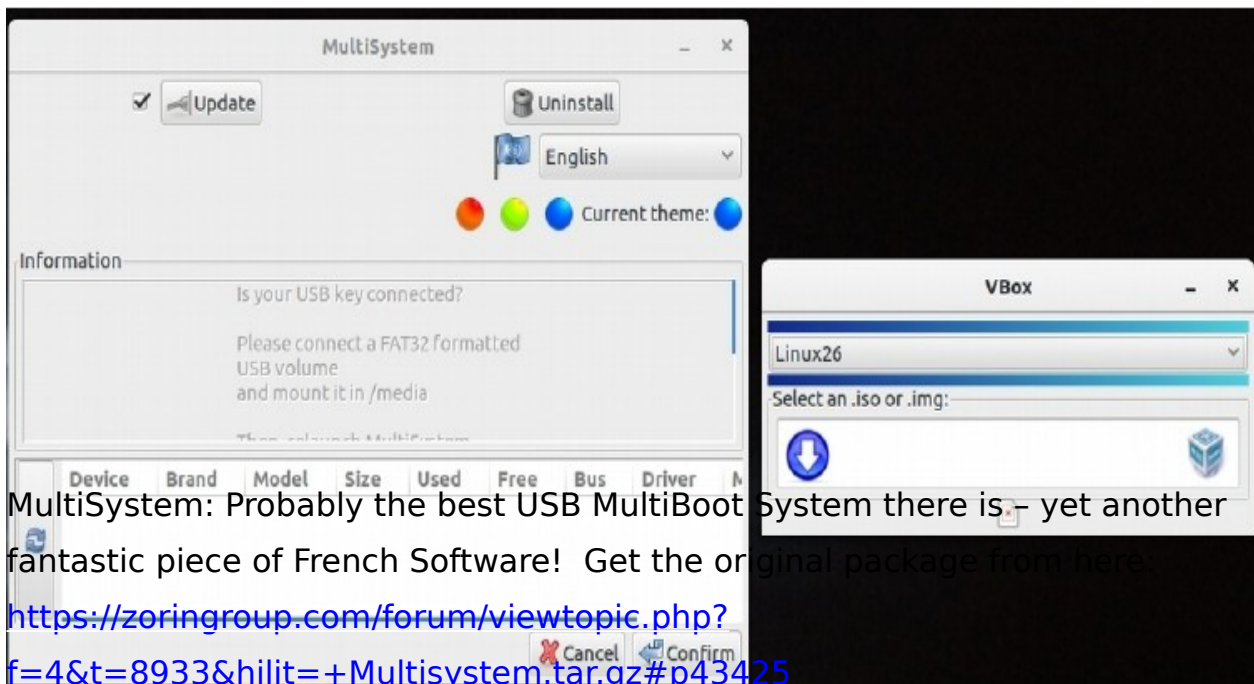 MultiSystem
Update
Uninstall
English
Current theme:
Information
Is your USB key connected?
Please connect a FAT32 formatted
USB volume
and mount it in /media
Then, relaunch MultiSystem
Device Brand Model Size Used Free Bus Driver M
Cancel Confirm
VBox
Linux26
Select an .iso or .img:
MultiSystem: Probably the best USB MultiBoot System there is – yet another
fantastic piece of French Software! Get the original package from here:
https://zoringroup.com/forum/viewtopic.php?
f=4&t=8933&hilit=+Multisystem.tar.gz#p43425